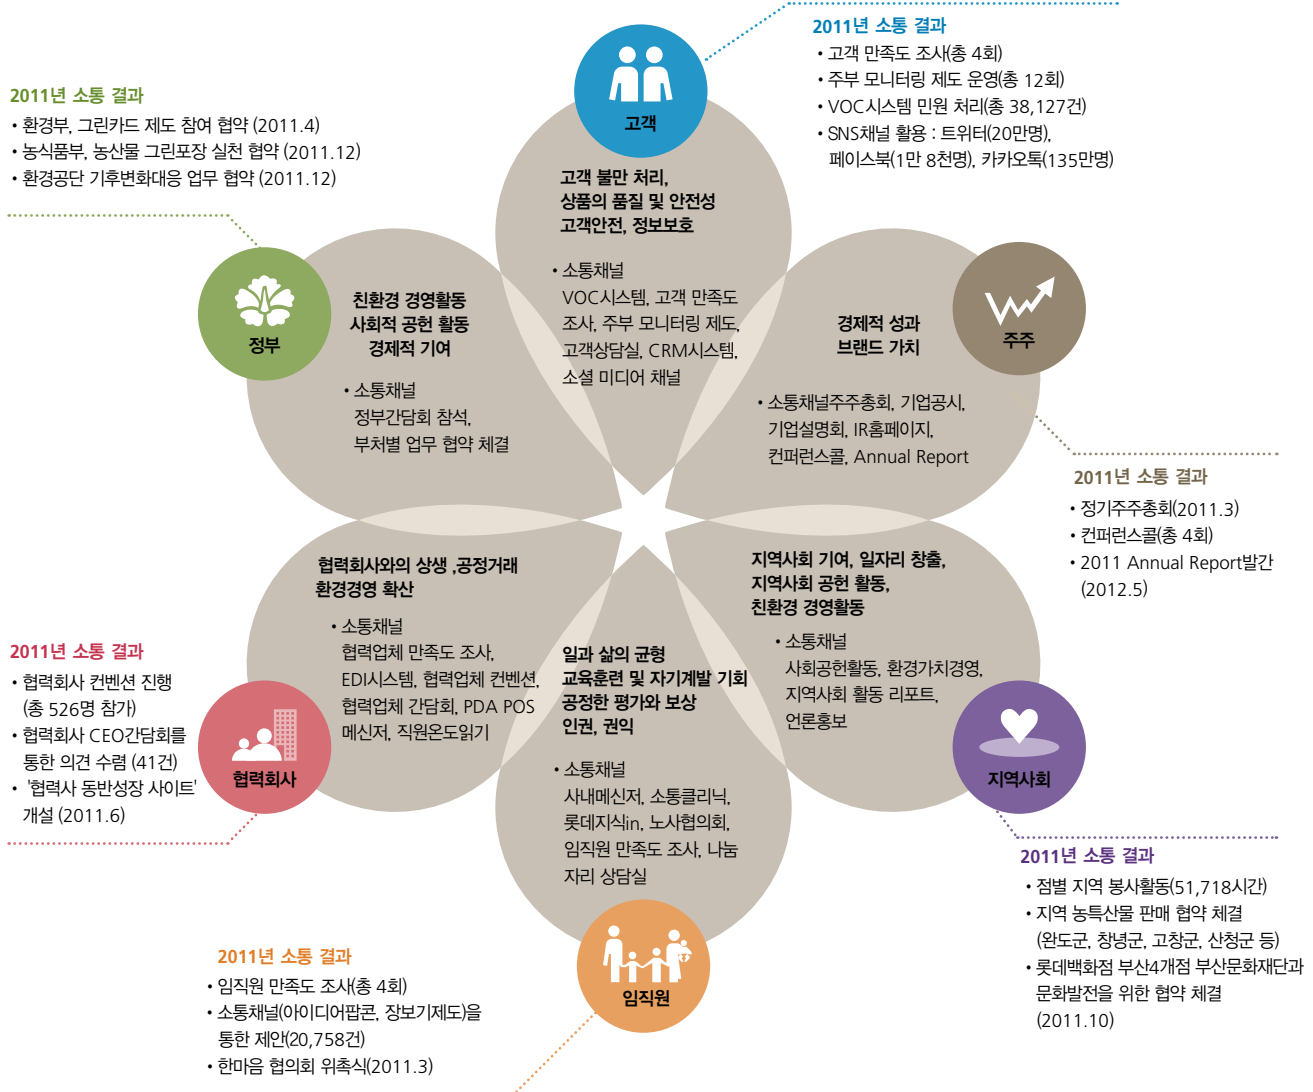 2011년 소통 결과
• 고객 만족도 조사(총 4회)
• 주부 모니터링 제도 운영(총 12회)
• VOC시스템 민원 처리(총 38,127건)
• SNS채널 활용 : 트위터(20만명),
페이스북(1만 8천명), 카카오톡(135만명)
고객
고객 불만 처리,
상품의 품질 및 안전성
고객안전, 정보보호
• 소통채널
VOC시스템, 고객 만족도
조사, 주부 모니터링 제도,
고객상담실, CRM시스템,
소셜 미디어 채널
2011년 소통 결과
• 환경부, 그린카드 제도 참여 협약 (2011.4)
• 농식품부, 농산물 그린포장 실천 협약 (2011.12)
• 환경공단 기후변화대응 업무 협약 (2011.12)
정부
친환경 경영활동
사회적 공헌 활동
경제적 기여
• 소통채널
정부간담회 참석,
부처별 업무 협약 체결
주주
경제적 성과
브랜드 가치
• 소통채널주주총회, 기업공시,
기업설명회, IR홈페이지,
컨퍼런스콜, Annual Report
2011년 소통 결과
• 정기주주총회(2011.3)
• 컨퍼런스콜(총 4회)
• 2011 Annual Report발간
(2012.5)
협력회사와의 상생 ,공정거래
환경경영 확산
• 소통채널
협력업체 만족도 조사,
EDI시스템, 협력업체 컨벤션,
협력업체 간담회, PDA POS
메신저, 직원온도읽기
협력회사
2011년 소통 결과
• 협력회사 컨벤션 진행
(총 526명 참가)
• 협력회사 CEO간담회를
통한 의견 수렴 (41건)
• '협력사 동반성장 사이트'
개설 (2011.6)
일과 삶의 균형
교육훈련 및 자기계발 기회
공정한 평가와 보상
인권, 권익
• 소통채널
사내메신저, 소통클리닉,
롯데지식in, 노사협의회,
임직원 만족도 조사, 나눔
자리 상담실
임직원
2011년 소통 결과
• 임직원 만족도 조사(총 4회)
• 소통채널(아이디어팝콘, 장보기제도)을
통한 제안(20,758건)
• 한마음 협의회 위촉식(2011.3)
지역사회 기여, 일자리 창출,
지역사회 공헌 활동,
친환경 경영활동
• 소통채널
사회공헌활동, 환경가치경영,
지역사회 활동 리포트,
언론홍보
지역사회
2011년 소통 결과
• 점별 지역 봉사활동(51,718시간)
• 지역 농특산물 판매 협약 체결
(완도군, 창녕군, 고창군, 산청군 등)
• 롯데백화점 부산4개점 부산문화재단과
문화발전을 위한 협약 체결
(2011.10)